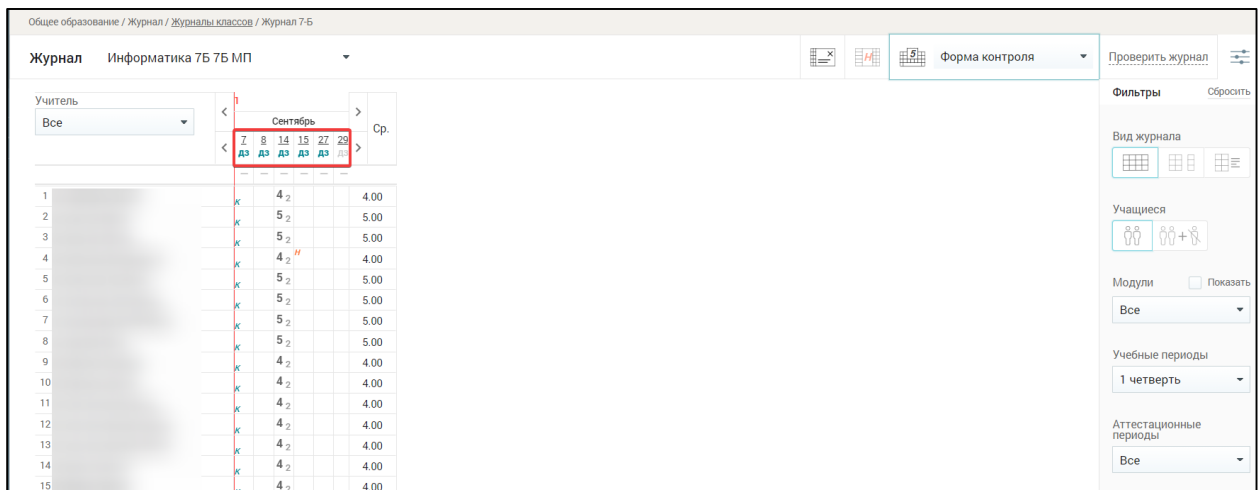 Общее образование / Журнал / Журналы классов / Журнал 7-Б
Журнал Информатика 7Б 7Б МП Н 5 Форма контроля Проверить журнал
Учитель
Все
1
Сентябрь
Ср.
7 8 14 15 27 29
дз дз дз дз дз дз
1 к 4 2 4.00
2 к 5 2 5.00
3 к 5 2 5.00
4 к 4 2 Н 4.00
5 к 5 2 5.00
6 к 5 2 5.00
7 к 5 2 5.00
8 к 5 2 5.00
9 к 4 2 4.00
10 к 4 2 4.00
11 к 4 2 4.00
12 к 4 2 4.00
13 к 4 2 4.00
14 к 4 2 4.00
15 4 2 4.00
Фильтры Сбросить
Вид журнала
Учащиеся
Модули Показать
Все
Учебные периоды
1 четверть
Аттестационные
периоды
Все